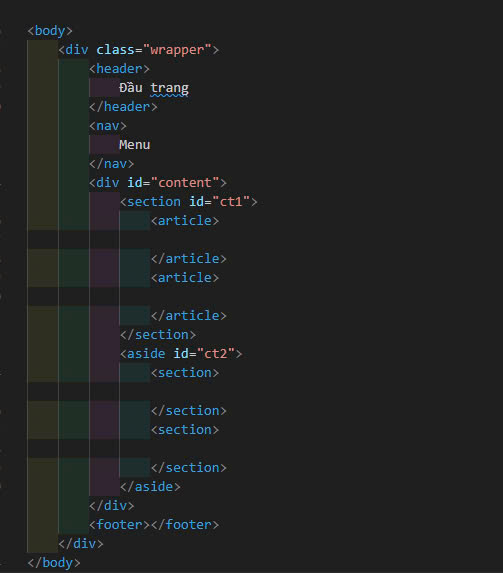 <body>
<div class="wrapper">
<header>
Đầu trang
</header>
<nav>
Menu
</nav>
<div id="content">
<section id="ct1">
<article>
</article>
<article>
</article>
</section>
<aside id="ct2">
<section>
</section>
<section>
</section>
</aside>
</div>
<footer></footer>
</div>
</body>